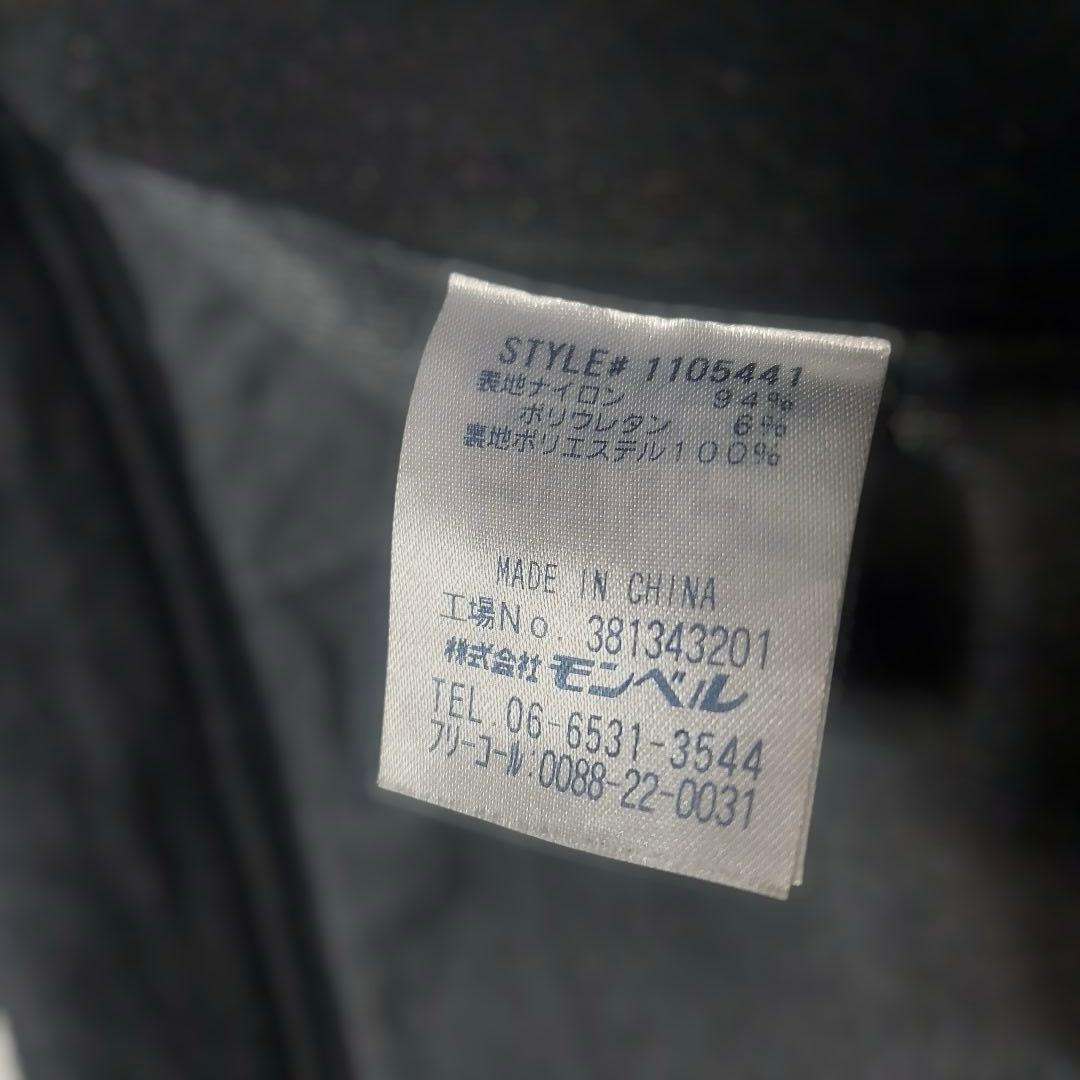 STYLE# 1105441
表地ナイロン 94%
ポリウレタン 6%
裏地ポリエステル100%
MADE IN CHINA
工場No. 381343201
株式会社モンベル
TEL.06-6531-3544
フリーコール:0088-22-0031